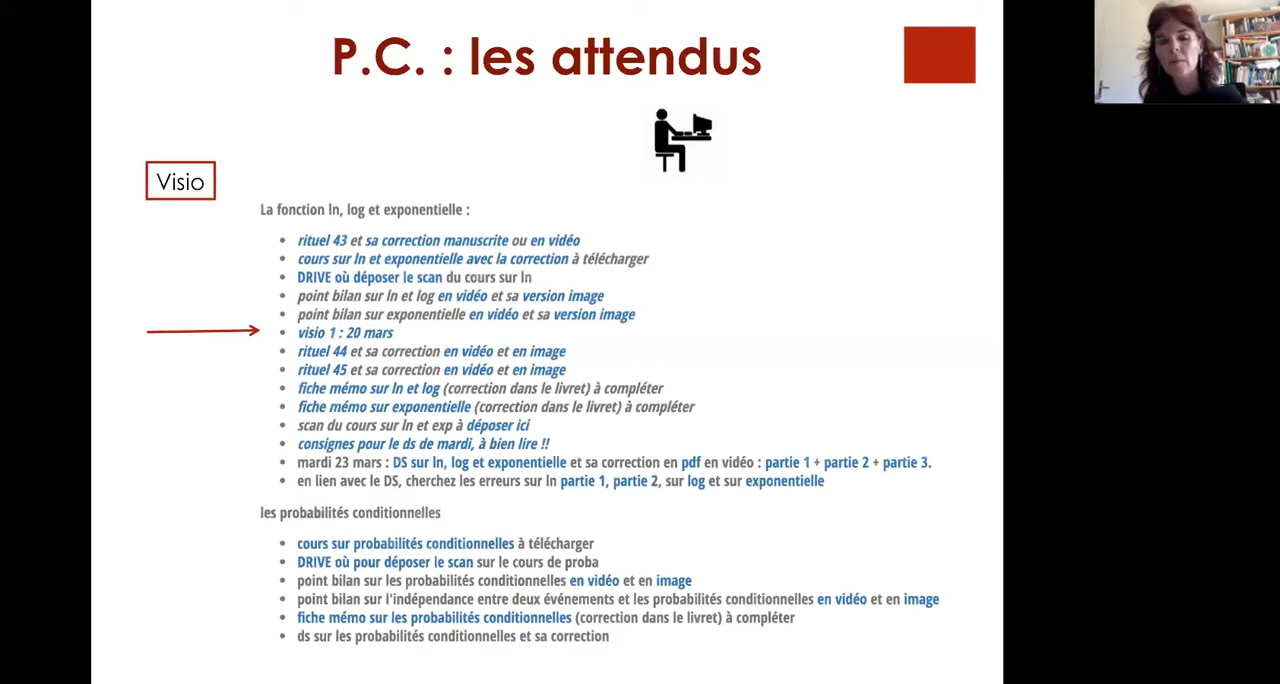 P.C. : les attendus
Visio
La fonction ln, log et exponentielle :
• rituel 43 et sa correction manuscrite ou en vidéo
• cours sur ln et exponentielle avec la correction à télécharger
• DRIVE où déposer le scan du cours sur ln
• point bilan sur ln et log en vidéo et sa version image
• point bilan sur exponentielle en vidéo et sa version image
• visio 1 : 20 mars
• rituel 44 et sa correction en vidéo et en image
• rituel 45 et sa correction en vidéo et en image
• fiche mémo sur ln et log (correction dans le livret) à compléter
• fiche mémo sur exponentielle (correction dans le livret) à compléter
• scan du cours sur ln et exp à déposer ici
• consignes pour le ds de mardi, à bien lire !!
• mardi 23 mars : DS sur ln, log et exponentielle et sa correction en pdf en vidéo : partie 1 + partie 2 + partie 3.
• en lien avec le DS, cherchez les erreurs sur ln partie 1, partie 2, sur log et sur exponentielle
les probabilités conditionnelles
• cours sur probabilités conditionnelles à télécharger
• DRIVE où pour déposer le scan sur le cours de proba
• point bilan sur les probabilités conditionnelles en vidéo et en image
• point bilan sur l'indépendance entre deux événements et les probabilités conditionnelles en vidéo et en image
• fiche mémo sur les probabilités conditionnelles (correction dans le livret) à compléter
• ds sur les probabilités conditionnelles et sa correction